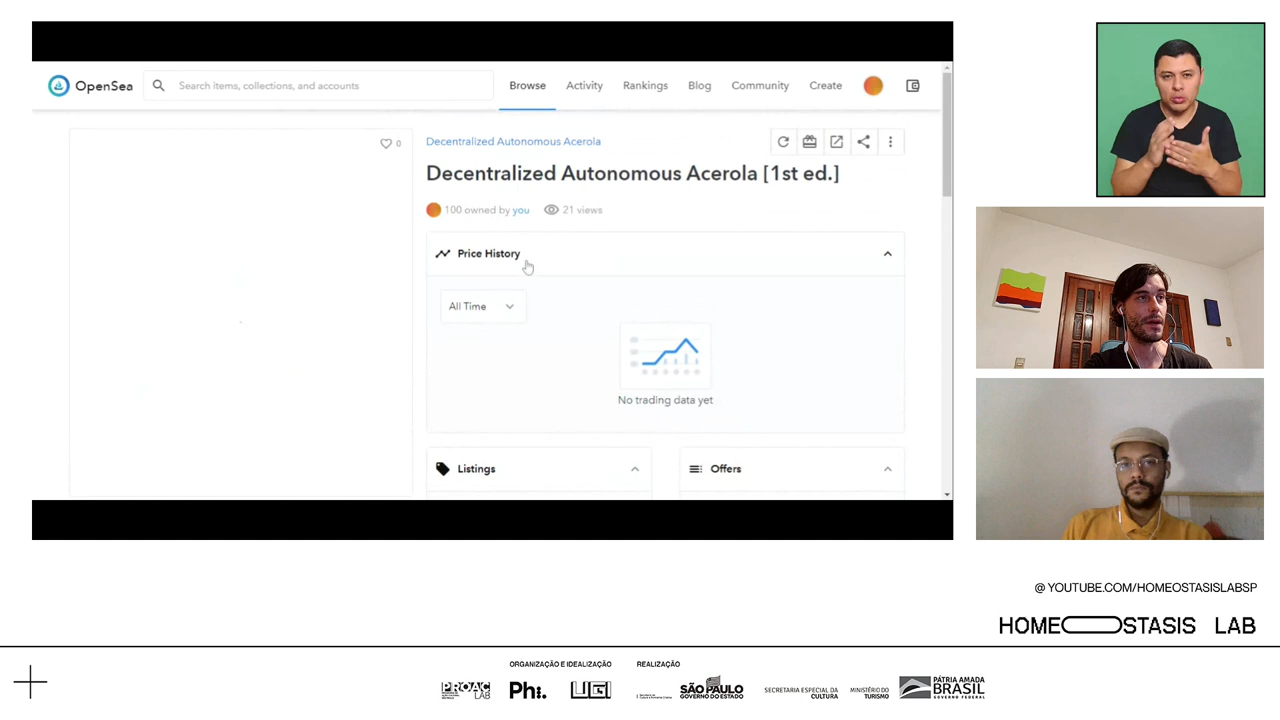 OpenSea
Search items, collections, and accounts
Browse
Activity
Rankings
Blog
Community
Create
0
Decentralized Autonomous Acerola
Decentralized Autonomous Acerola [1st ed.]
100 owned by you
21 views
Price History
All Time
No trading data yet
Listings
Offers
@ YOUTUBE.COM/HOMEOSTASISLABSP
HOMEOSTASIS LAB
ORGANIZAÇÃO E IDEALIZAÇÃO
REALIZAÇÃO
PROAC
LAB
Phi:.
UGI
SÃO PAULO
GOVERNO DO ESTADO
SECRETARIA ESPECIAL DA
CULTURA
MINISTÉRIO DO
TURISMO
PÁTRIA AMADA
BRASIL
GOVERNO FEDERAL